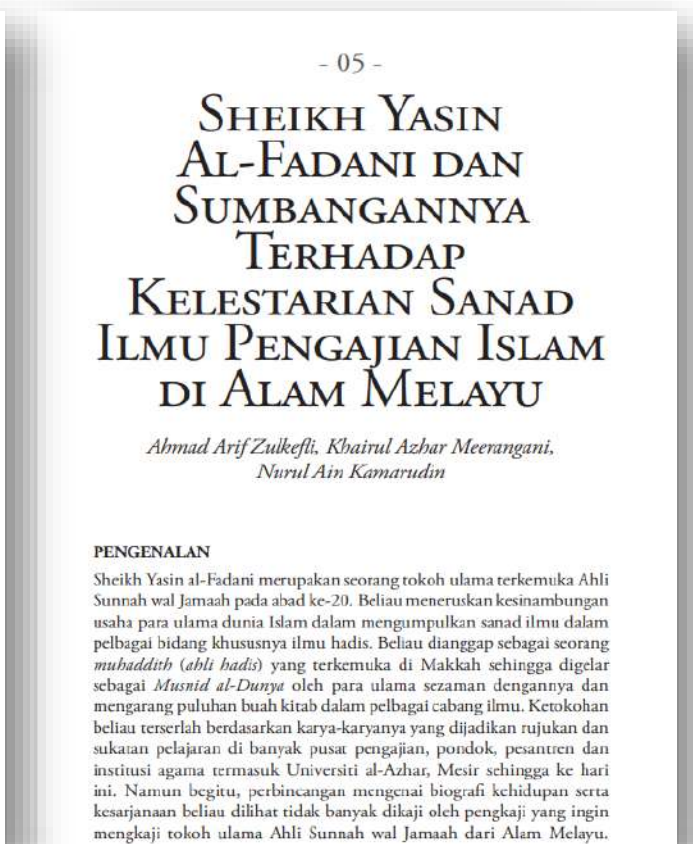 - 05 -
SHEIKH YASIN
AL-FADANI DAN
SUMBANGANNYA
TERHADAP
KELESTARIAN SANAD
ILMU PENGAJIAN ISLAM
DI ALAM MELAYU
Ahmad Arif Zulkefli, Khairul Azhar Meerangani,
Nurul Ain Kamarudin
PENGENALAN
Sheikh Yasin al-Fadani merupakan seorang tokoh ulama terkemuka Ahli
Sunnah wal Jamaah pada abad ke-20. Beliau meneruskan kesinambungan
usaha para ulama dunia Islam dalam mengumpulkan sanad ilmu dalam
pelbagai bidang khususnya ilmu hadis. Beliau dianggap sebagai seorang
muhaddith (ahli hadis) yang terkemuka di Makkah sehingga digelar
sebagai Musnid al-Dunya oleh para ulama sezaman dengannya dan
mengarang puluhan buah kitab dalam pelbagai cabang ilmu. Ketokohan
beliau terserlah berdasarkan karya-karyanya yang dijadikan rujukan dan
sukatan pelajaran di banyak pusat pengajian, pondok, pesantren dan
institusi agama termasuk Universiti al-Azhar, Mesir sehingga ke hari
ini. Namun begitu, perbincangan mengenai biografi kehidupan serta
kesarjanaan beliau dilihat tidak banyak dikaji oleh pengkaji yang ingin
mengkaji tokoh ulama Ahli Sunnah wal Jamaah dari Alam Melayu.